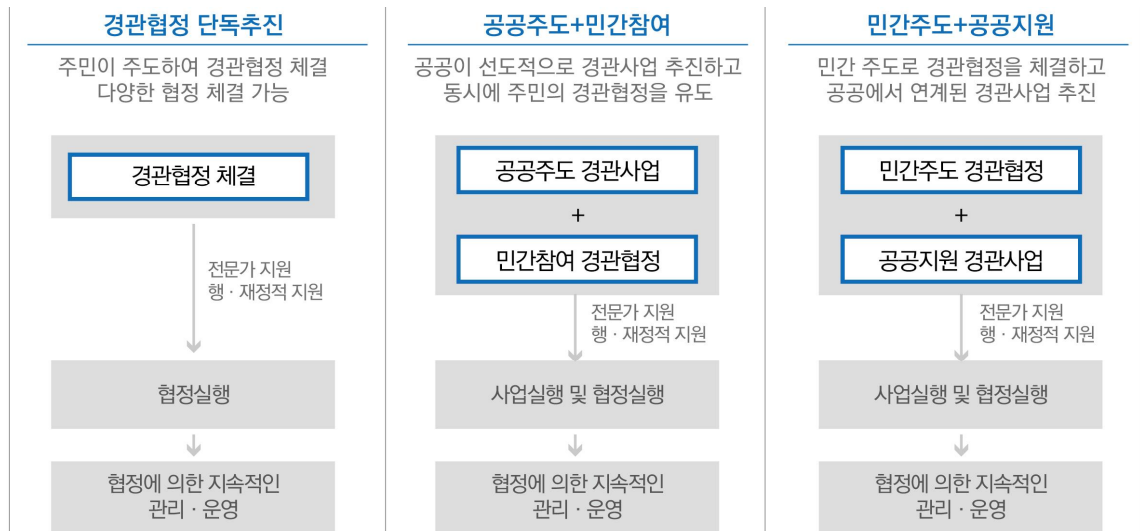 경관협정 단독추진
주민이 주도하여 경관협정 체결
다양한 협정 체결 가능
경관협정 체결
전문가 지원
행 · 재정적 지원
협정실행
협정에 의한 지속적인
관리 · 운영
공공주도+민간참여
공공이 선도적으로 경관사업 추진하고
동시에 주민의 경관협정을 유도
공공주도 경관사업
+
민간참여 경관협정
전문가 지원
행 · 재정적 지원
사업실행 및 협정실행
협정에 의한 지속적인
관리 · 운영
민간주도+공공지원
민간 주도로 경관협정을 체결하고
공공에서 연계된 경관사업 추진
민간주도 경관협정
+
공공지원 경관사업
전문가 지원
행 · 재정적 지원
사업실행 및 협정실행
협정에 의한 지속적인
관리 · 운영